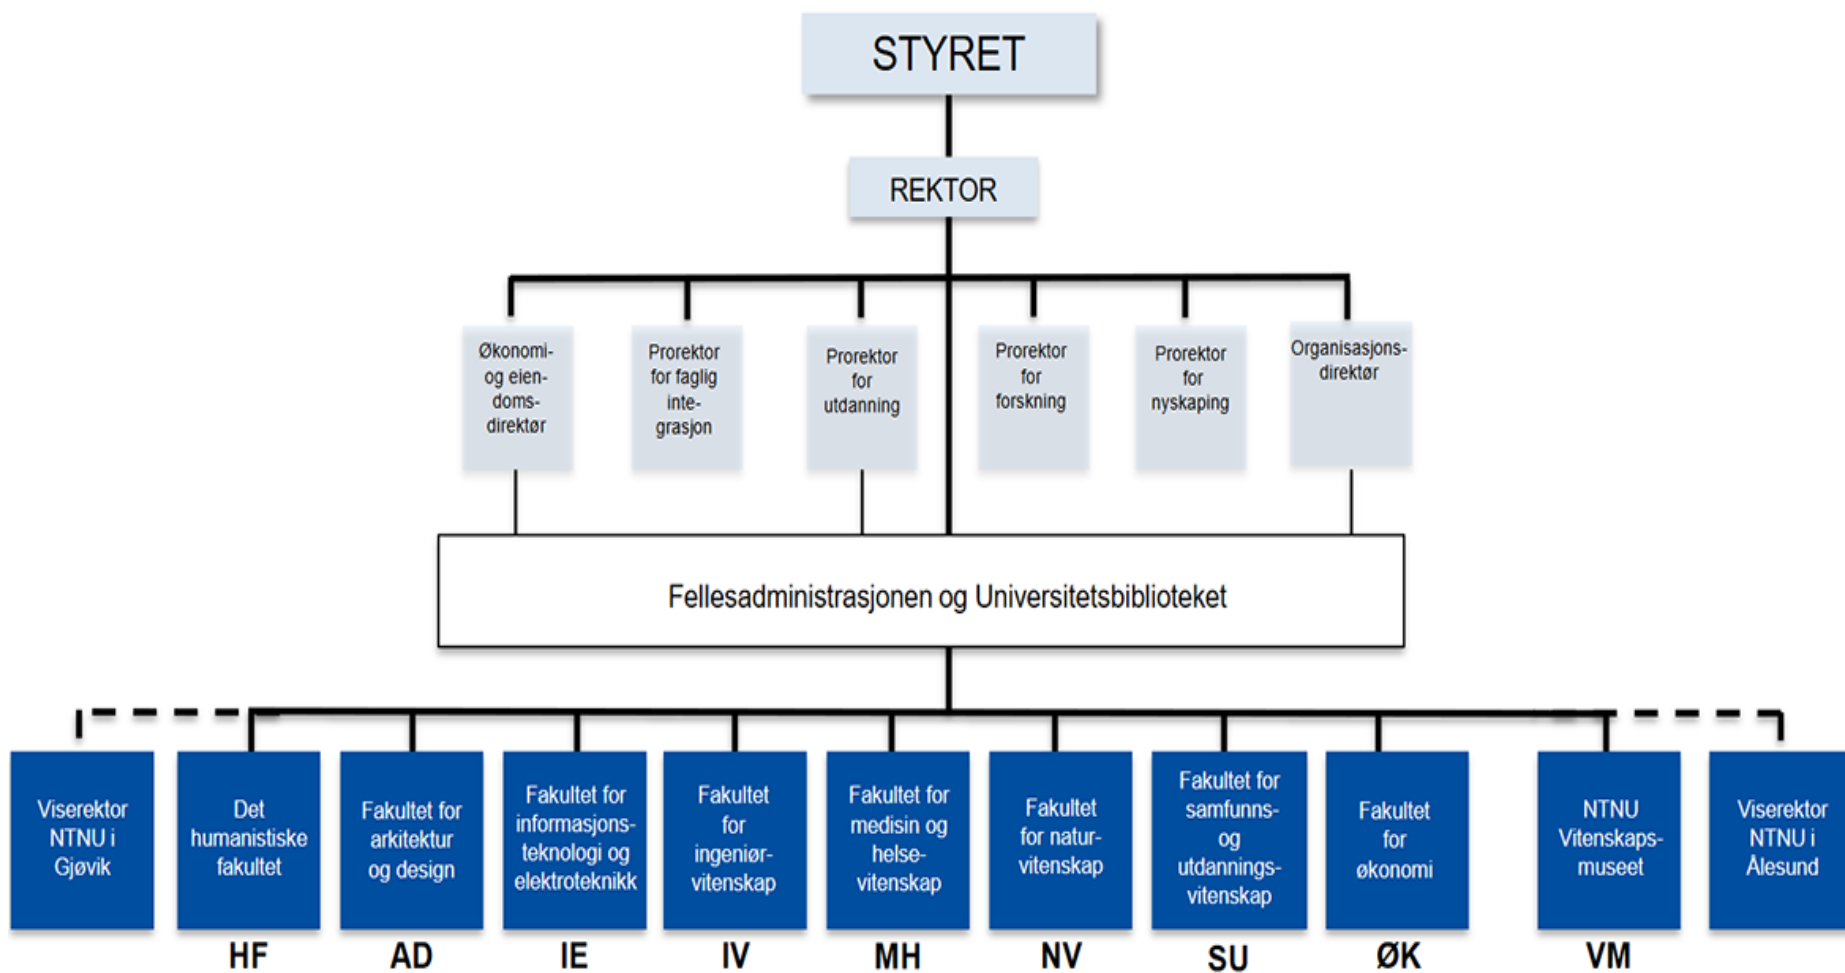 STYRET
REKTOR
Økonomi-
og eien-
doms-
direktør
Prorektor
for faglig
inte-
grasjon
Prorektor
for
utdanning
Prorektor
for
forskning
Prorektor
for
nyskaping
Organisasjons-
direktør
Fellesadministrasjonen og Universitetsbiblioteket
Viserektor
NTNU i
Gjøvik
Det
humanistiske
fakultet
Fakultet for
arkitektur
og design
Fakultet for
informasjons-
teknologi og
elektroteknikk
Fakultet
for
ingeniør-
vitenskap
Fakultet for
medisin og
helse-
vitenskap
Fakultet
for natur-
vitenskap
Fakultet for
samfunns-
og
utdannings-
vitenskap
Fakultet
for
økonomi
NTNU
Vitenskaps-
museet
Viserektor
NTNU i
Ålesund
HF
AD
IE
IV
MH
NV
SU
ØK
VM